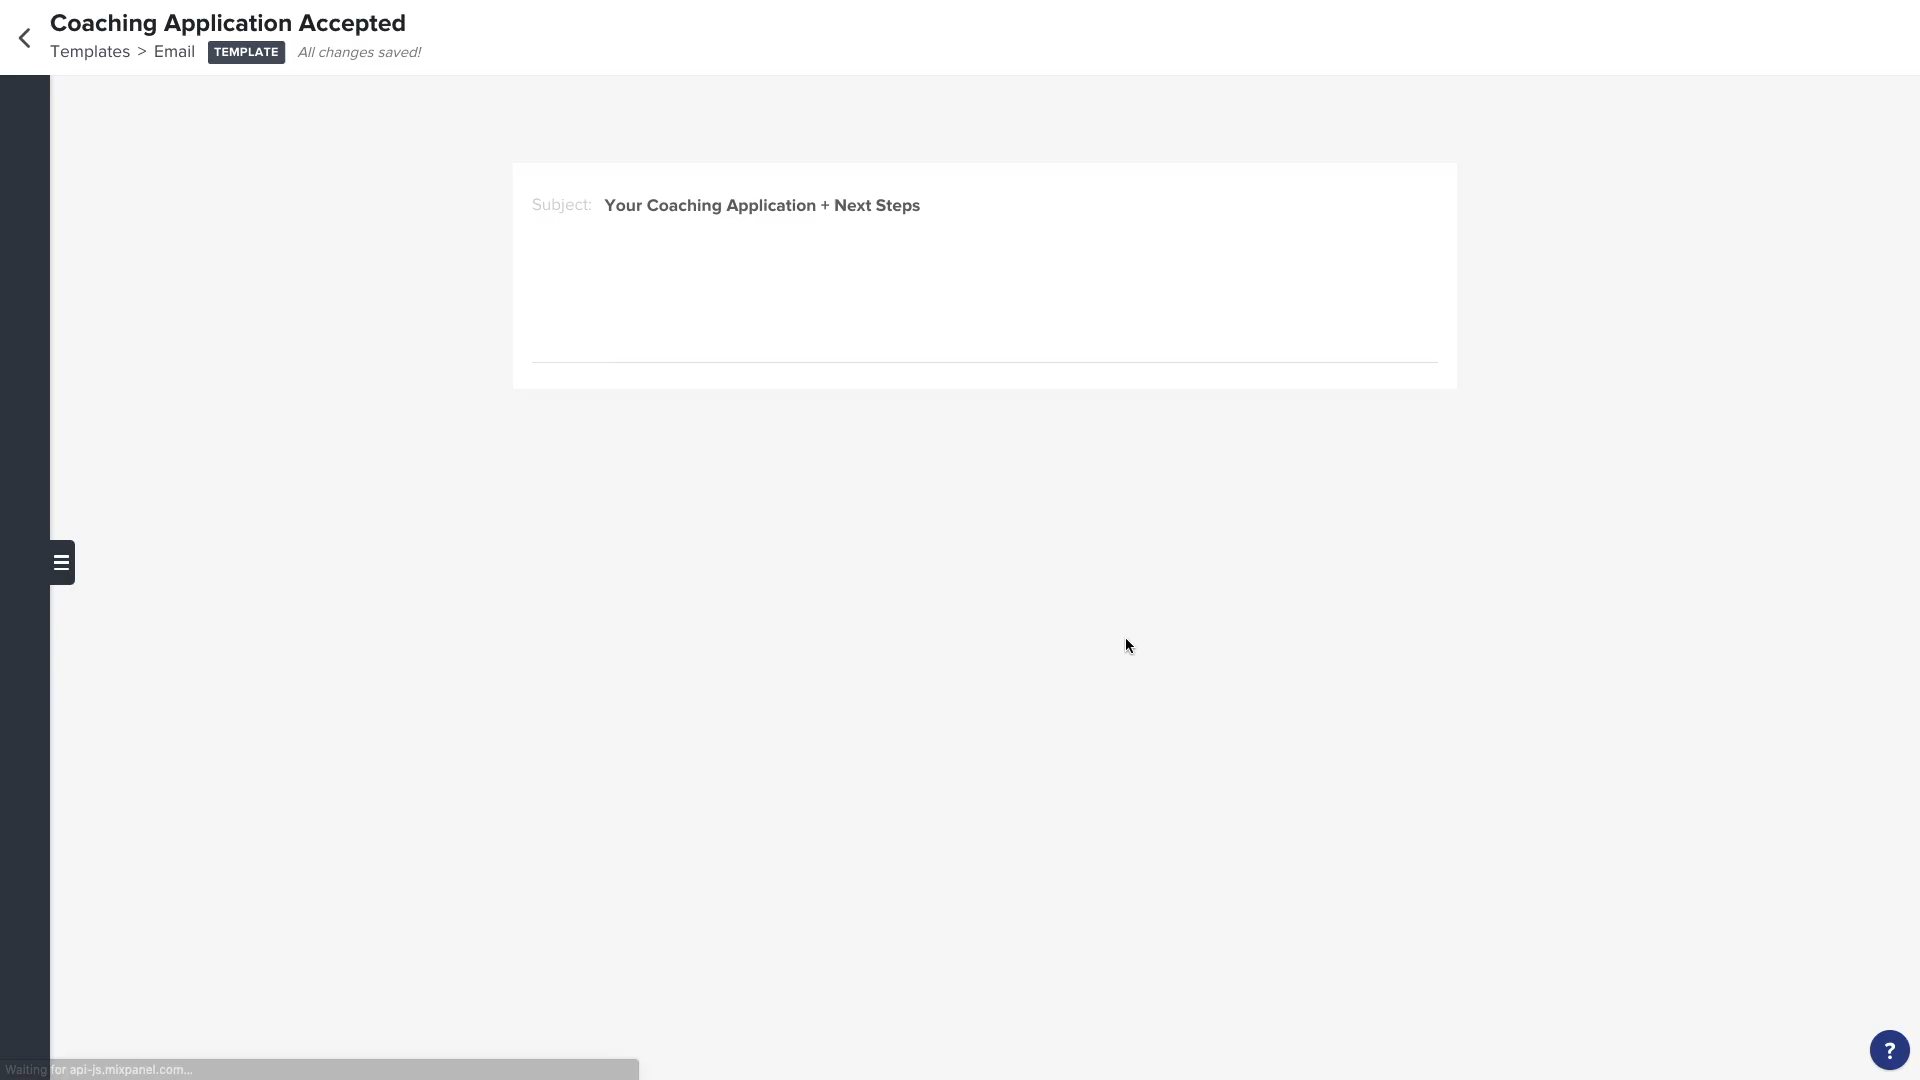 Coaching Application Accepted
Templates > Email TEMPLATE All changes saved!
Subject: Your Coaching Application + Next Steps
Waiting for api-js.mixpanel.com...
?